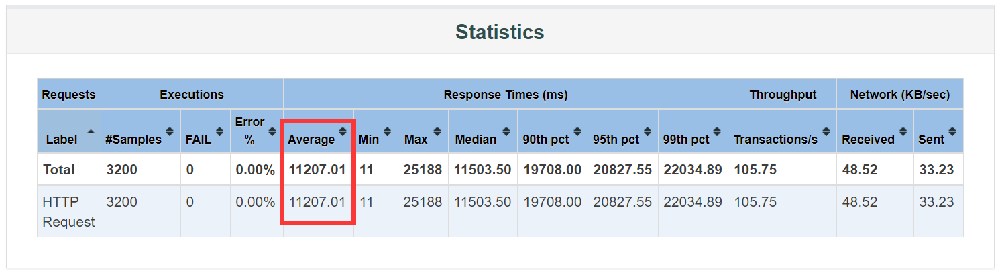 Statistics
Requests Executions Response Times (ms) Throughput Network (KB/sec)
Label #Samples FAIL Error % Average Min Max Median 90th pct 95th pct 99th pct Transactions/s Received Sent
Total 3200 0 0.00% 11207.01 11 25188 11503.50 19708.00 20827.55 22034.89 105.75 48.52 33.23
HTTP Request 3200 0 0.00% 11207.01 11 25188 11503.50 19708.00 20827.55 22034.89 105.75 48.52 33.23